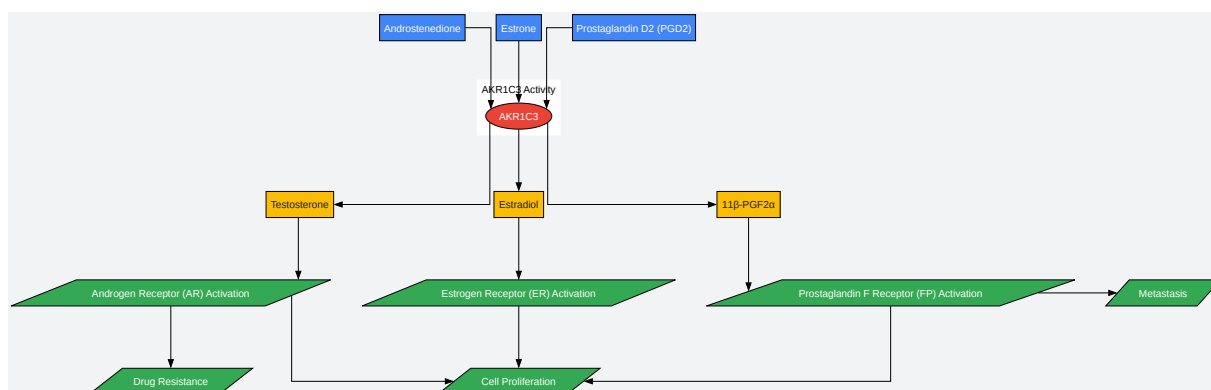 Androstenedione
Estrone
Prostaglandin D2 (PGD2)
AKR1C3 Activity
AKR1C3
Testosterone
Estradiol
11β-PGF2α
Androgen Receptor (AR) Activation
Estrogen Receptor (ER) Activation
Prostaglandin F Receptor (FP) Activation
Metastasis
Drug Resistance
Cell Proliferation